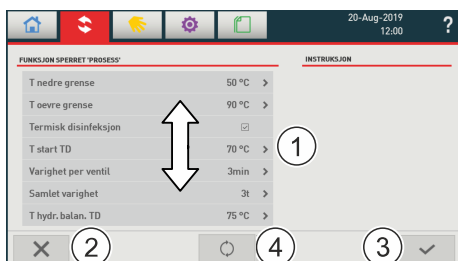 20-Aug-2019
12:00
?
FUNKSJON SPERRET 'PROSESS'
INSTRUKSJON
T nedre grense 50 °C >
T oevre grense 90 °C >
Termisk disinfeksjon
T start TD 70 °C >
1
Varighet per ventil 3min >
Samlet varighet 3t >
T hydr. balan. TD 75 °C >
2
4
3